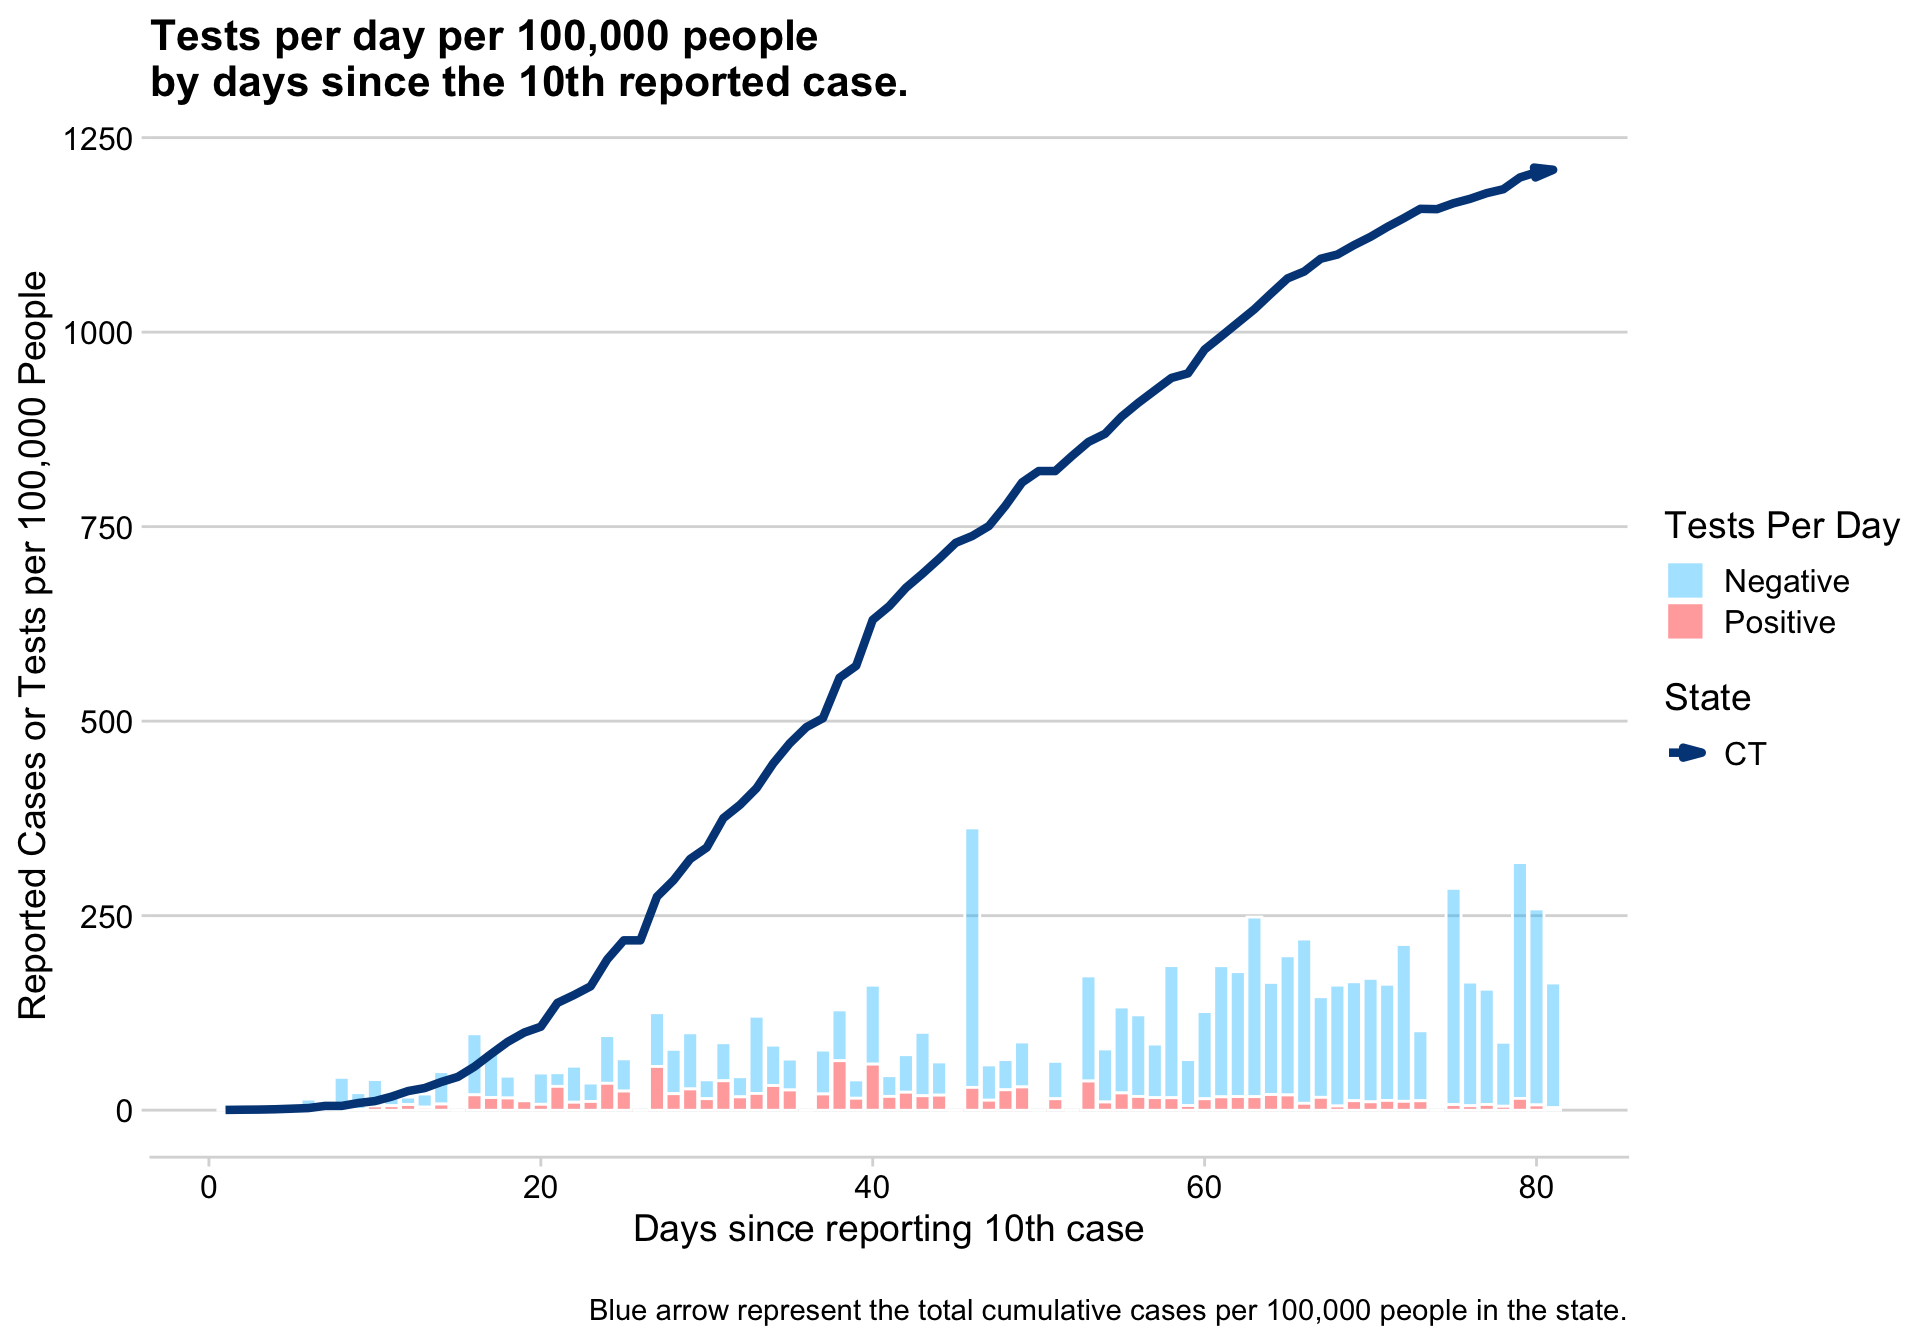 Tests per day per 100,000 people
by days since the 10th reported case.
Reported Cases or Tests per 100,000 People
1250
1000
750
500
250
0
0
20
40
60
80
Days since reporting 10th case
Tests Per Day
Negative
Positive
State
CT
Blue arrow represent the total cumulative cases per 100,000 people in the state.